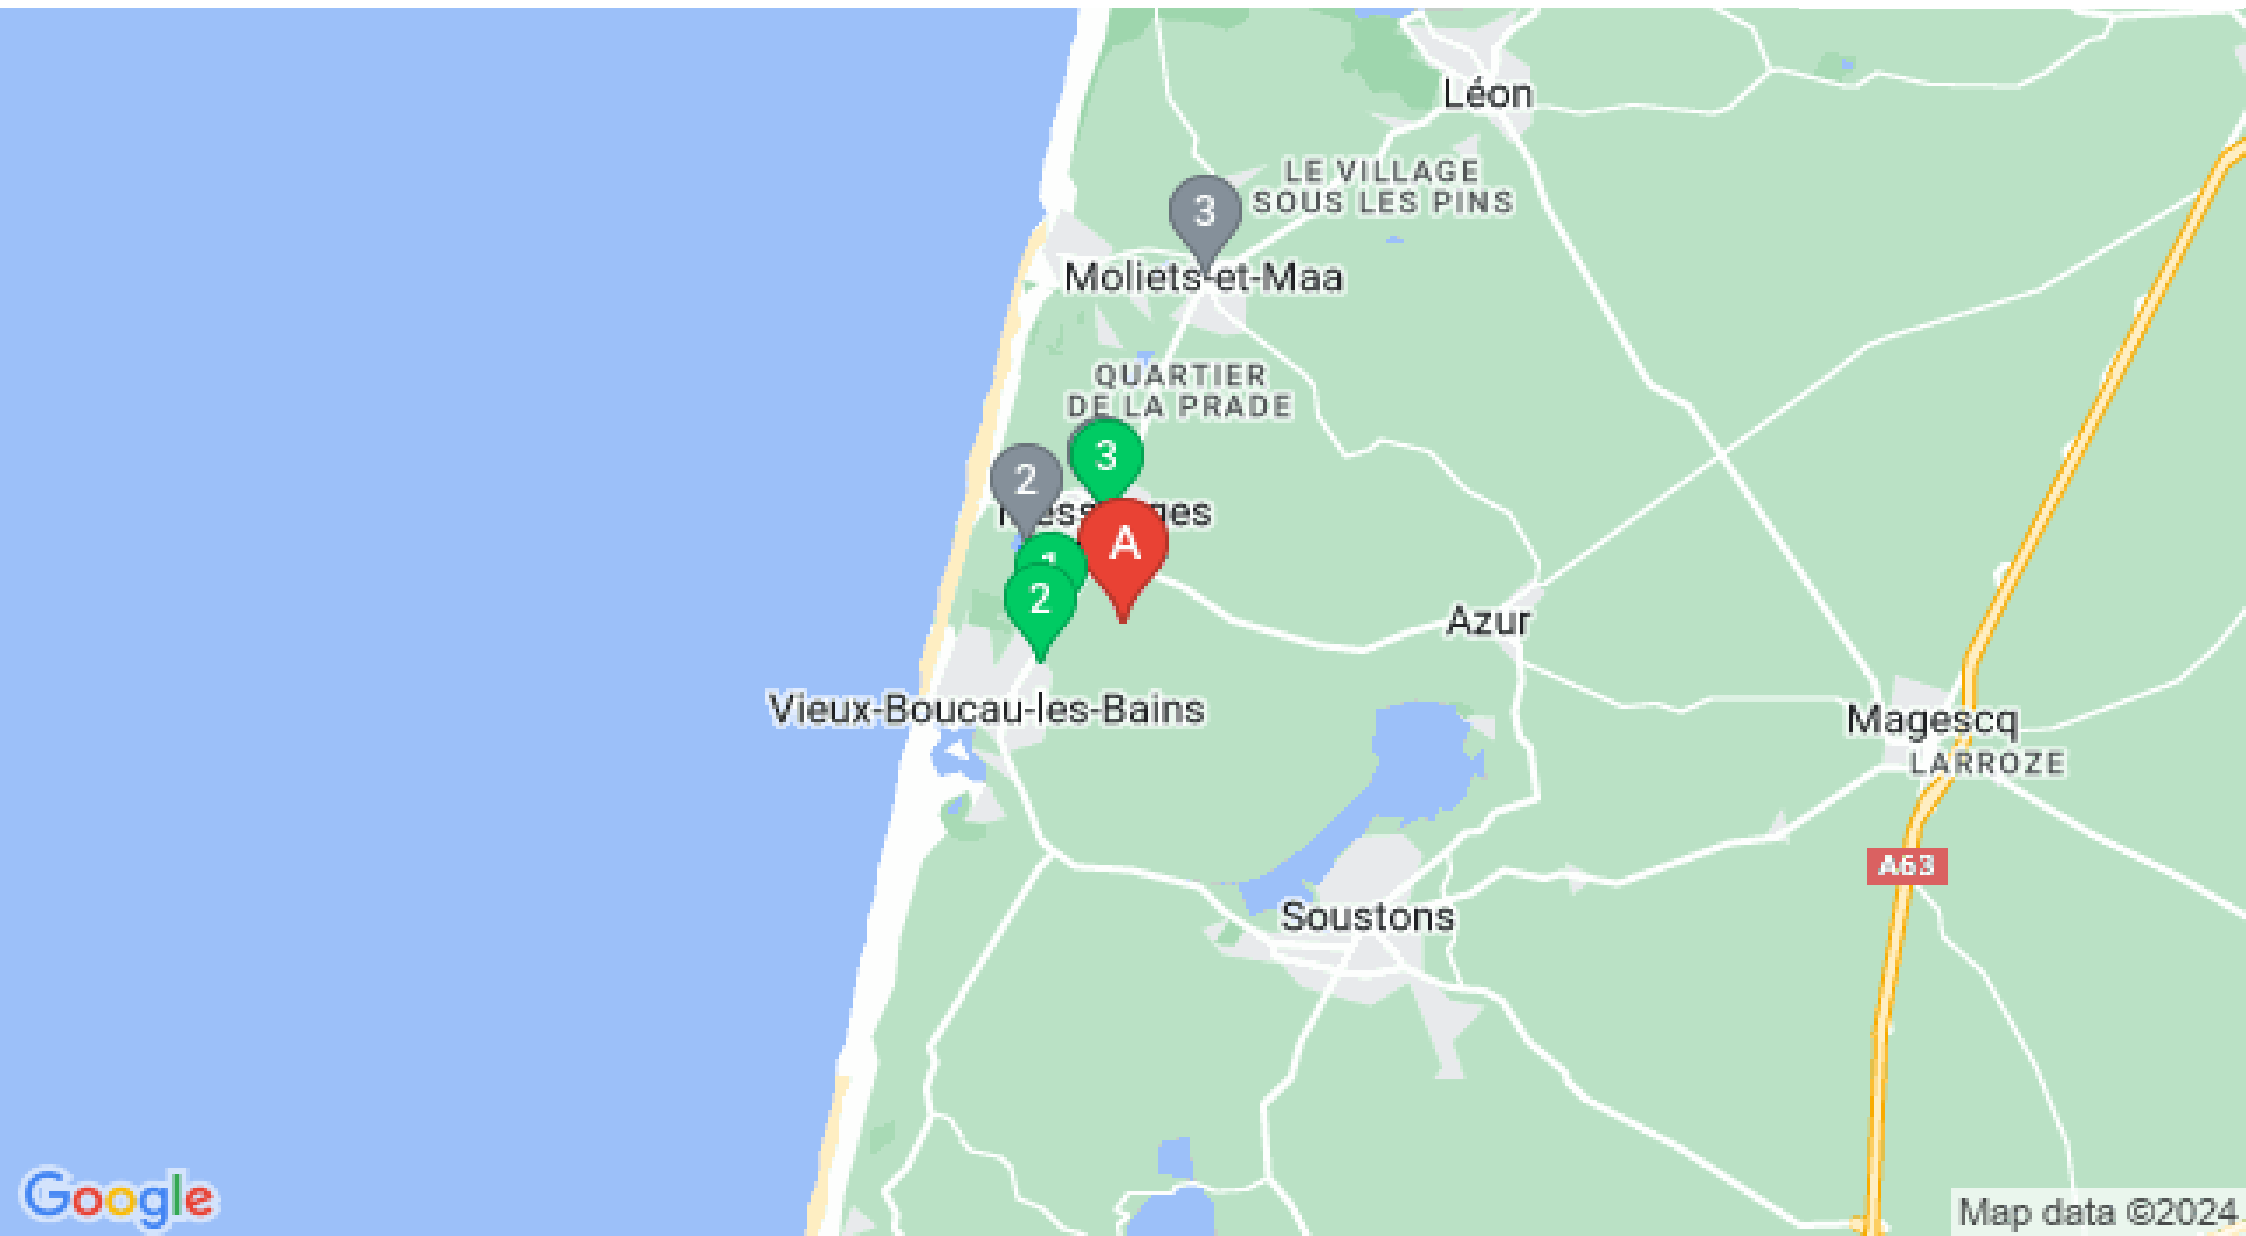 Léon
LE VILLAGE
SOUS LES PINS
3
Moliets-et-Maa
QUARTIER
DE LA PRADE
3
2
A
1
2
Azur
Vieux-Boucau-les-Bains
Magescq
LARROZE
A63
Soustons
Google
Map data ©2024